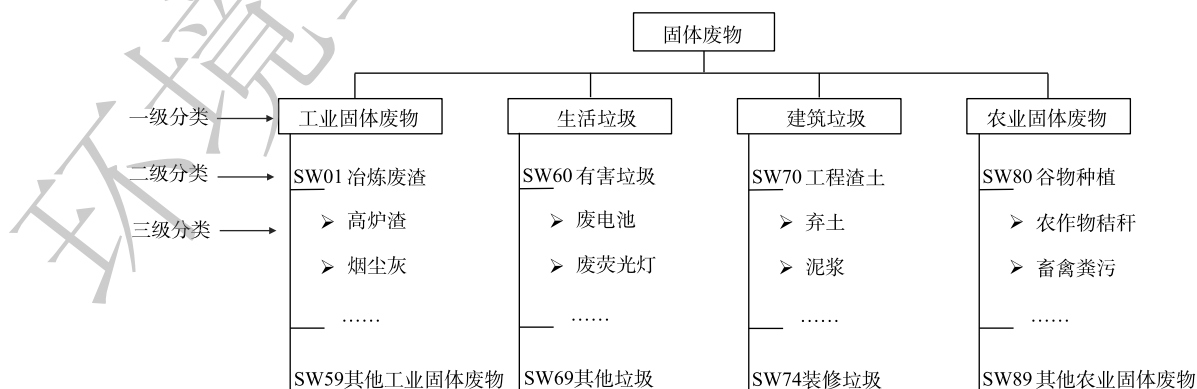 固体废物
一级分类
工业固体废物
生活垃圾
建筑垃圾
农业固体废物
二级分类
SW01 冶炼废渣
SW60 有害垃圾
SW70 工程渣土
SW80 谷物种植
三级分类
高炉渣
废电池
弃土
农作物秸秆
烟尘灰
废荧光灯
泥浆
畜禽粪污
……
……
……
……
SW59其他工业固体废物
SW69其他垃圾
SW74装修垃圾
SW89 其他农业固体废物
环境